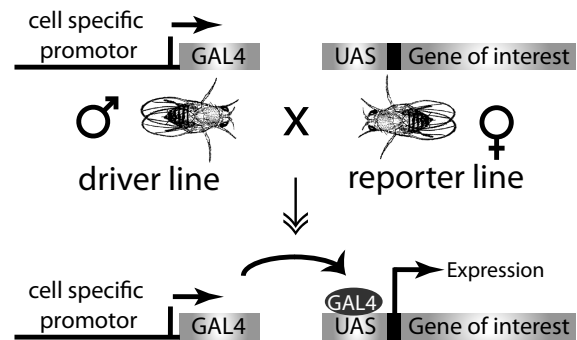 cell specific
promotor
GAL4
UAS
Gene of interest
♂
X
♀
driver line
reporter line
cell specific
promotor
GAL4
GAL4
UAS
Gene of interest
Expression